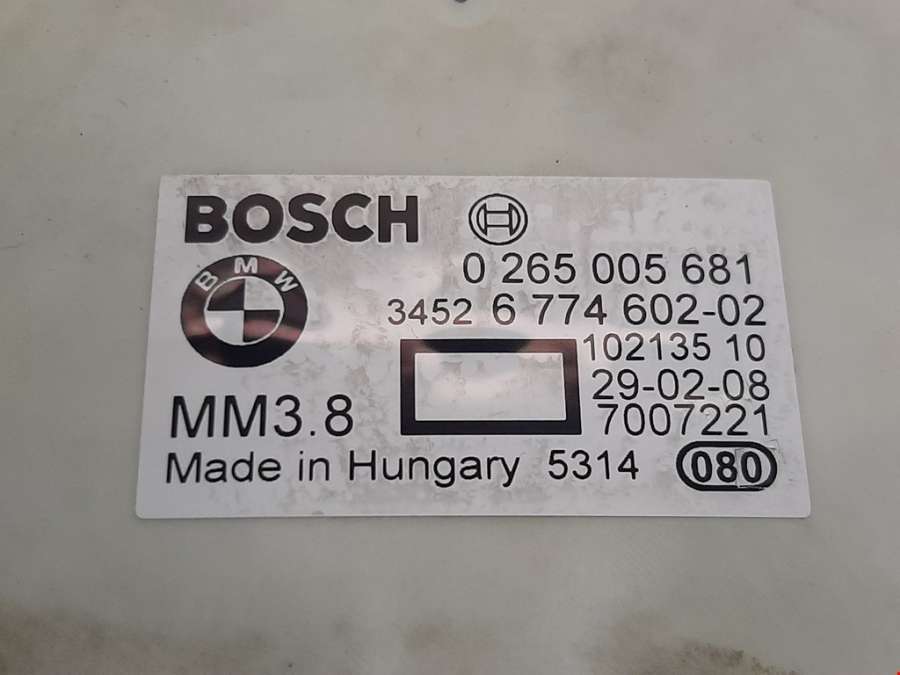 BOSCH
0 265 005 681
BMW
3452 6 774 602-02
102135 10
29-02-08
MM3.8
7007221
Made in Hungary 5314
080